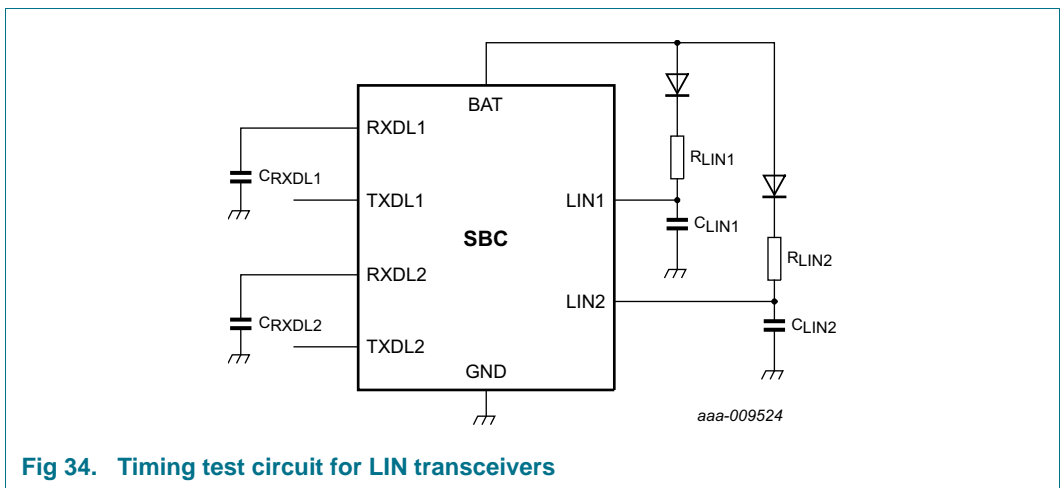 BAT
RXDL1
CRXDL1
RLIN1
TXDL1
LIN1
CLIN1
SBC
RXDL2
RLIN2
LIN2
CRXDL2
CLIN2
TXDL2
GND
aaa-009524
Fig 34. Timing test circuit for LIN transceivers